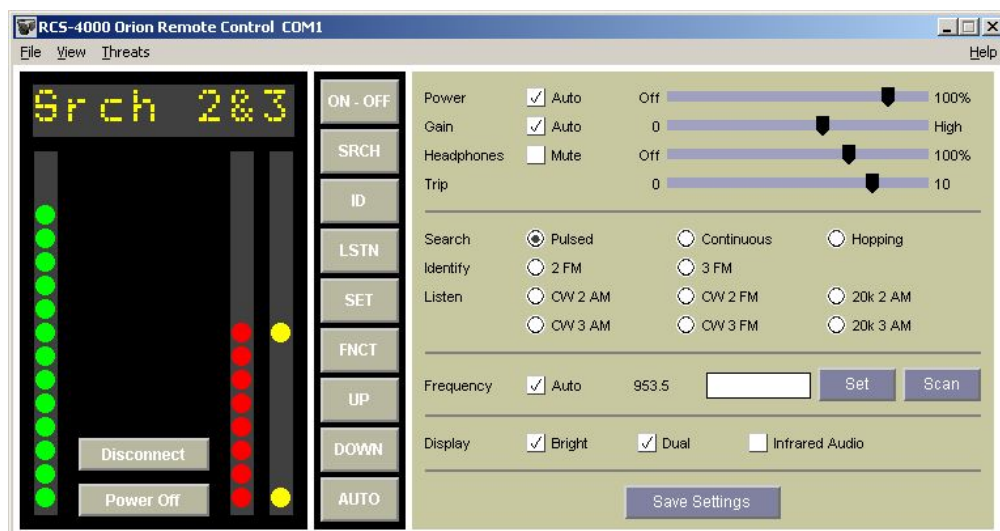 RCS-4000 Orion Remote Control COM1
File View Threats Help
Srch 2&3
Disconnect
Power Off
ON - OFF
SRCH
ID
LSTN
SET
FNCT
UP
DOWN
AUTO
Power Auto Off 100%
Gain Auto 0 High
Headphones Mute Off 100%
Trip 0 10
Search Pulsed Continuous Hopping
Identify 2 FM 3 FM
Listen CW 2 AM CW 2 FM 20k 2 AM
CW 3 AM CW 3 FM 20k 3 AM
Frequency Auto 953.5 Set Scan
Display Bright Dual Infrared Audio
Save Settings